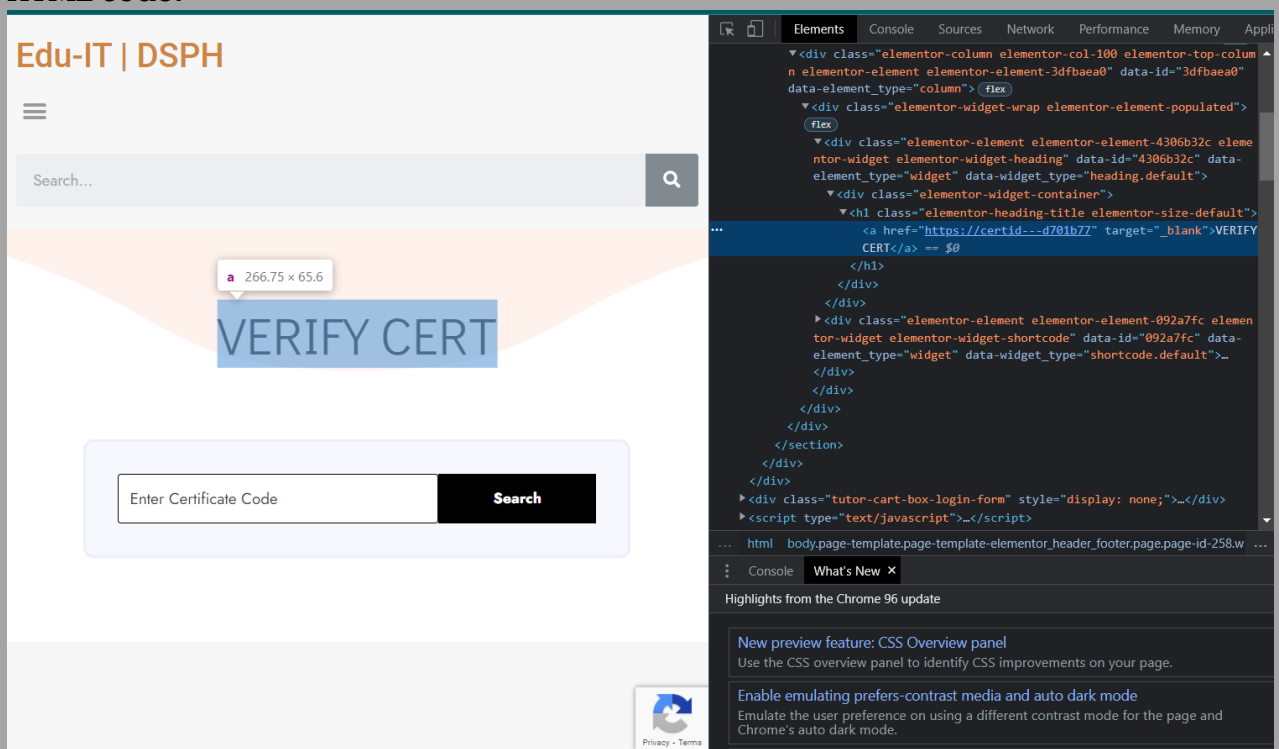 Edu-IT | DSPH
Search...
a 266.75 × 65.6
VERIFY CERT
Enter Certificate Code
Search
Privacy - Terms
Elements Console Sources Network Performance Memory Appli
▼<div class="elementor-column elementor-col-100 elementor-top-colum
n elementor-element elementor-element-3dfbaea0" data-id="3dfbaea0"
data-element_type="column"> flex
▼<div class="elementor-widget-wrap elementor-element-populated">
flex
▼<div class="elementor-element elementor-element-4306b32c eleme
ntor-widget elementor-widget-heading" data-id="4306b32c" data-
element_type="widget" data-widget_type="heading.default">
▼<div class="elementor-widget-container">
▼<h1 class="elementor-heading-title elementor-size-default">
... <a href="https://certid---d701b77" target="_blank">VERIFY
CERT</a> == $0
</h1>
</div>
</div>
▶<div class="elementor-element elementor-element-092a7fc elemen
tor-widget elementor-widget-shortcode" data-id="092a7fc" data-
element_type="widget" data-widget_type="shortcode.default">…
</div>
</div>
</div>
</div>
</section>
</div>
</div>
▶<div class="tutor-cart-box-login-form" style="display: none;">…</div>
▶<script type="text/javascript">…</script>
... html body.page-template.page-template-elementor_header_footer.page.page-id-258.w ...
Console What's New ×
Highlights from the Chrome 96 update
New preview feature: CSS Overview panel
Use the CSS overview panel to identify CSS improvements on your page.
Enable emulating prefers-contrast media and auto dark mode
Emulate the user preference on using a different contrast mode for the page and
Chrome's auto dark mode.